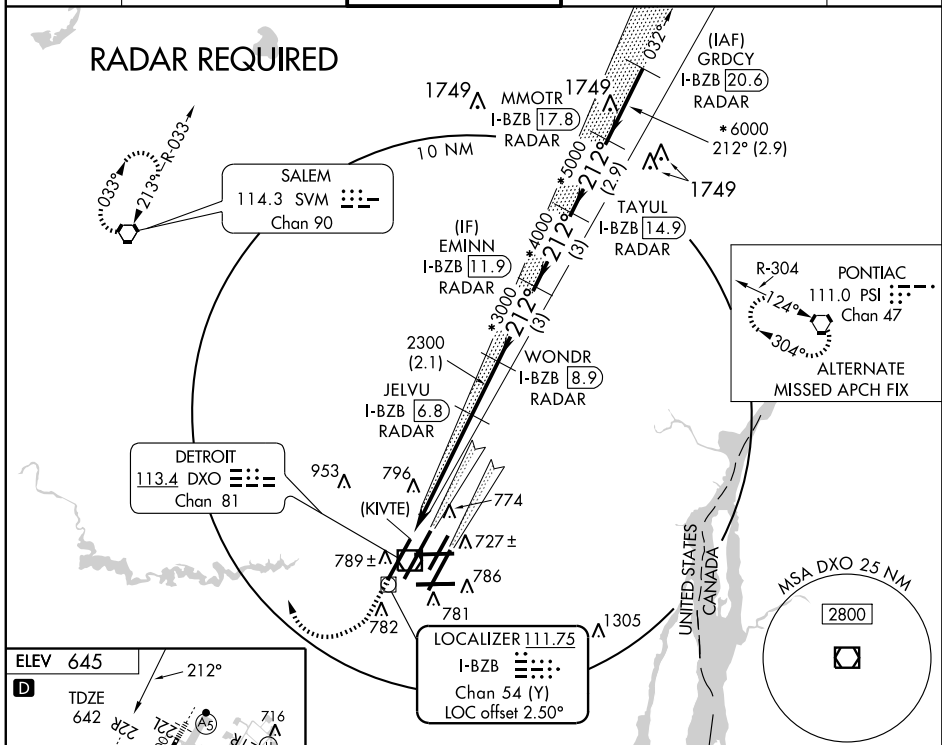 RADAR REQUIRED
032°
(IAF)
GRDCY
I-BZB 20.6
RADAR
1749
MMOTR
I-BZB 17.8
RADAR
1749
*6000
212° (2.9)
10 NM
*5000
212°
(2.9)
1749
R-033
033°
213°
SALEM
114.3 SVM
Chan 90
TAYUL
I-BZB 14.9
RADAR
(IF)
EMINN
I-BZB 11.9
RADAR
*4000
212°
(3)
R-304
124°
304°
PONTIAC
111.0 PSI
Chan 47
ALTERNATE
MISSED APCH FIX
*3000
212°
(3)
2300
(2.1)
WONDR
I-BZB 8.9
RADAR
JELVU
I-BZB 6.8
RADAR
DETROIT
113.4 DXO
Chan 81
953
796
(KIVTE)
774
789±
727±
786
782
781
1305
UNITED STATES
CANADA
MSA DXO 25 NM
2800
LOCALIZER 111.75
I-BZB
Chan 54 (Y)
LOC offset 2.50°
ELEV 645
D
TDZE
642
212°
22R
22L
A5
716